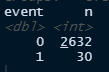 event n
<dbl> <int>
0 2632
1 30